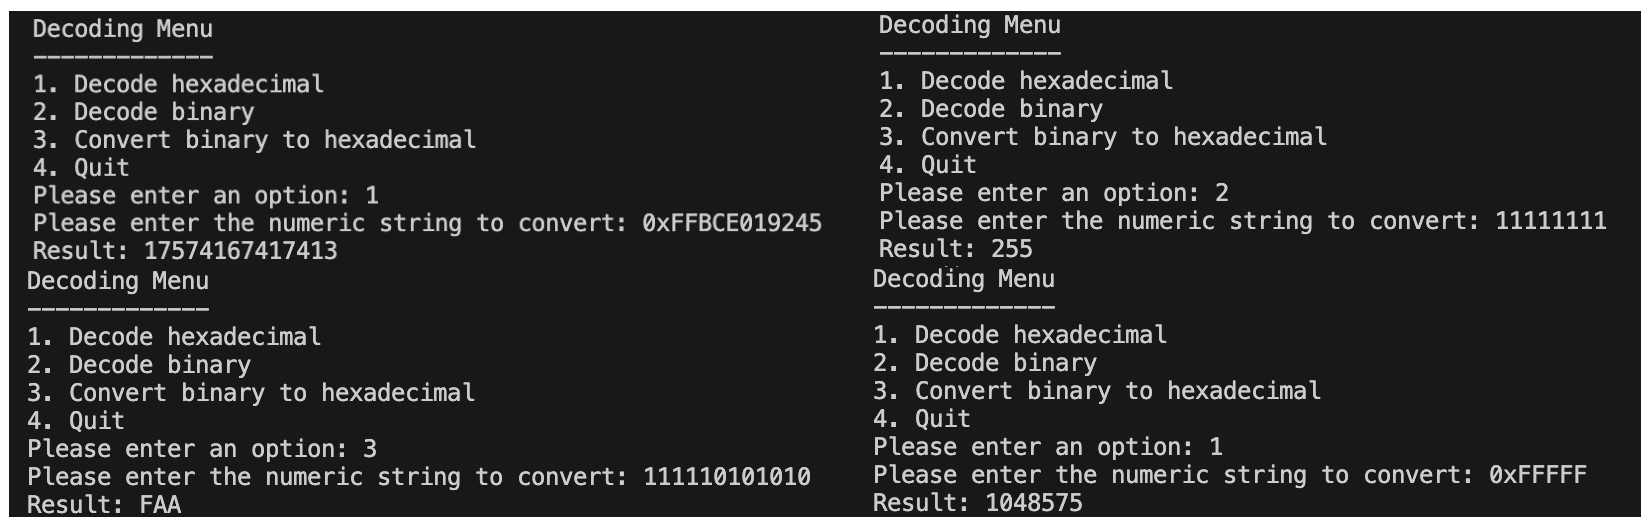 Decoding Menu
-------------
1. Decode hexadecimal
2. Decode binary
3. Convert binary to hexadecimal
4. Quit
Please enter an option: 1
Please enter the numeric string to convert: 0xFFBCE019245
Result: 17574167417413
Decoding Menu
-------------
1. Decode hexadecimal
2. Decode binary
3. Convert binary to hexadecimal
4. Quit
Please enter an option: 2
Please enter the numeric string to convert: 11111111
Result: 255
Decoding Menu
-------------
1. Decode hexadecimal
2. Decode binary
3. Convert binary to hexadecimal
4. Quit
Please enter an option: 3
Please enter the numeric string to convert: 111110101010
Result: FAA
Decoding Menu
-------------
1. Decode hexadecimal
2. Decode binary
3. Convert binary to hexadecimal
4. Quit
Please enter an option: 1
Please enter the numeric string to convert: 0xFFFFF
Result: 1048575